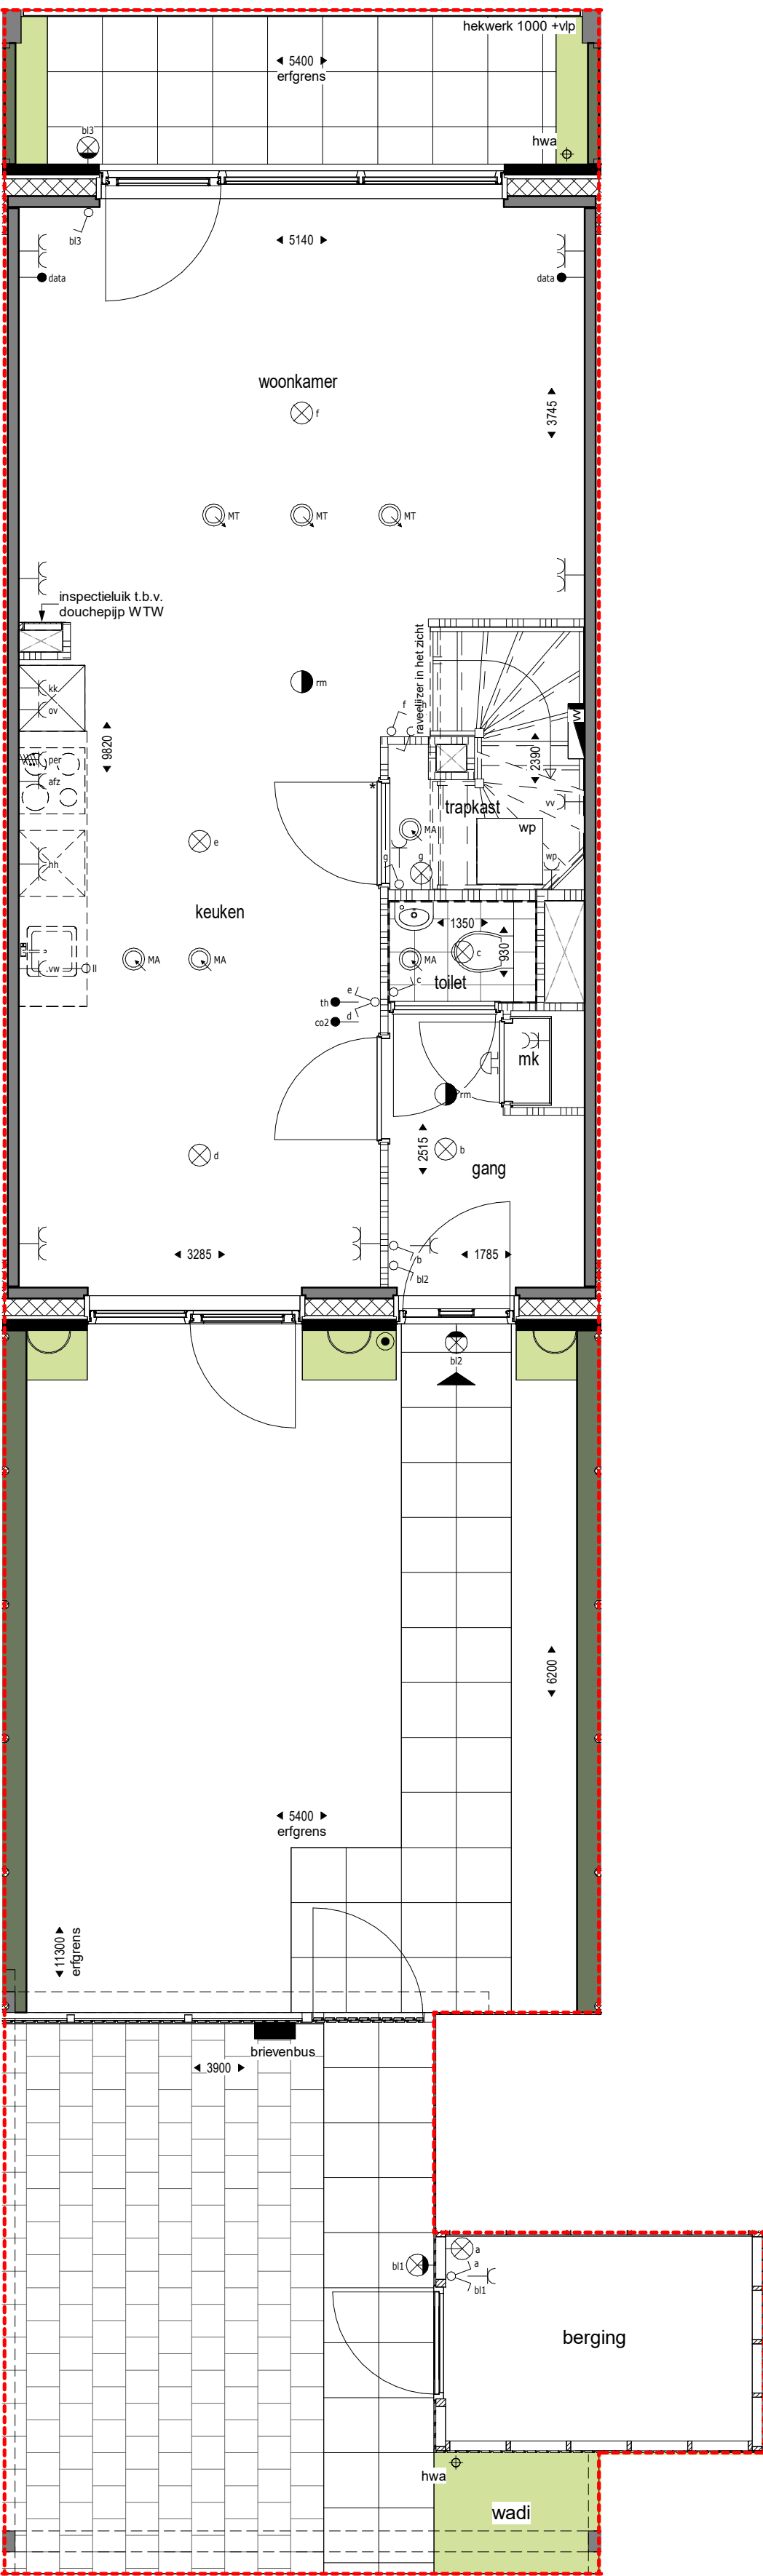 hekwerk 1000 +vlp
5400
erfgrens
bl3
hwa
bl3
5140
data
data
woonkamer
f
3745
MT
MT
MT
inspectieluik t.b.v.
douchepijp WTW
raveelijzer in het zicht
rm
kk
ov
f
h
vv
9820
2390
per
afz
*
trapkast
vv
MA
wp
e
hh
g
g
wp
keuken
1350
930
c
MA
MA
MA
vw
ll
toilet
c
e
th
d
co2
mk
rm
2515
b
d
gang
3285
1785
b
bl2
bl2
6200
5400
erfgrens
11300
erfgrens
brievenbus
3900
a
bl1
a
bl1
berging
hwa
wadi